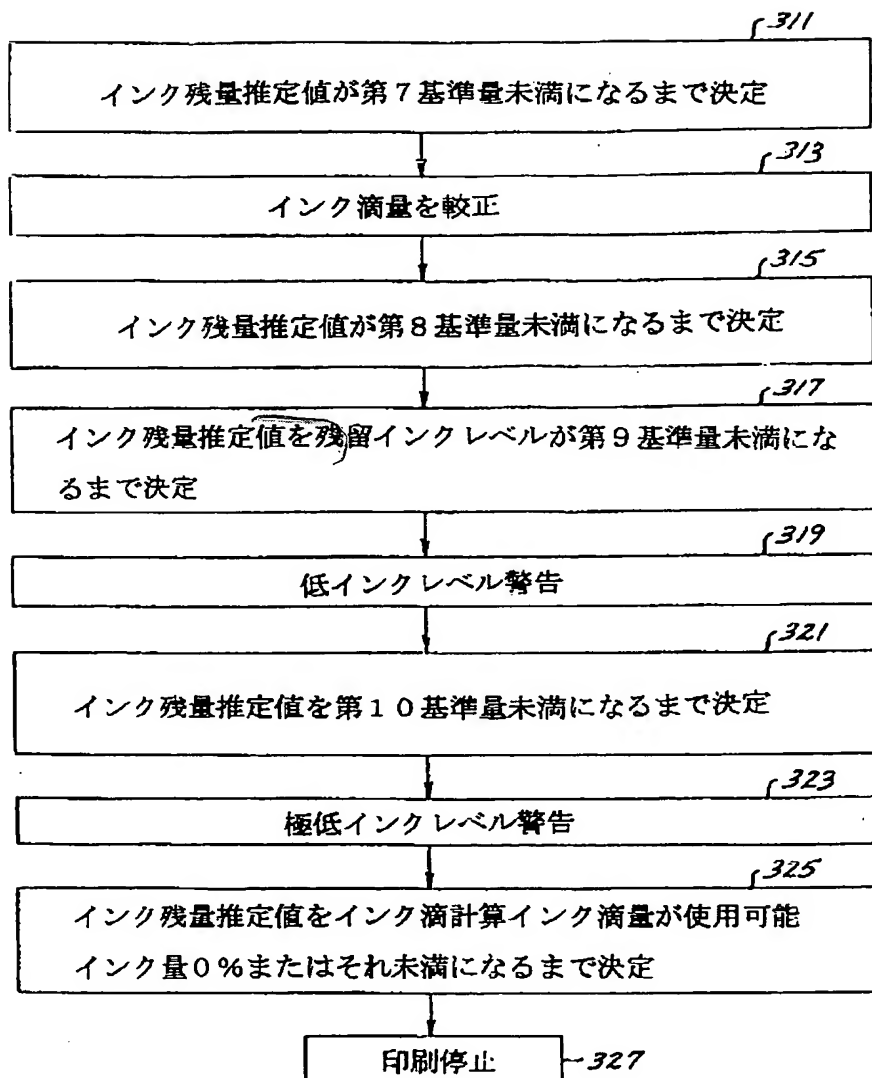 311
インク残量推定値が第7基準量未満になるまで決定
313
インク滴量を較正
315
インク残量推定値が第8基準量未満になるまで決定
317
インク残量推定値を残留インクレベルが第9基準量未満にな
るまで決定
319
低インクレベル警告
321
インク残量推定値を第10基準量未満になるまで決定
323
極低インクレベル警告
325
インク残量推定値をインク滴計算インク滴量が使用可能
インク量0%またはそれ未満になるまで決定
印刷停止 327